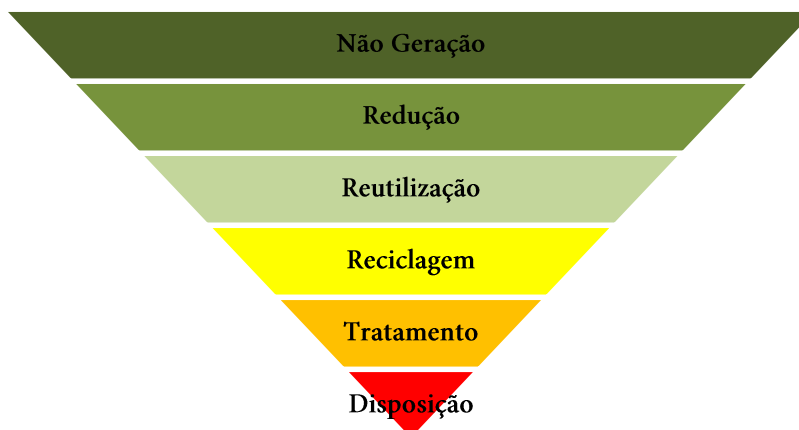 Não Geração
Redução
Reutilização
Reciclagem
Tratamento
Disposição